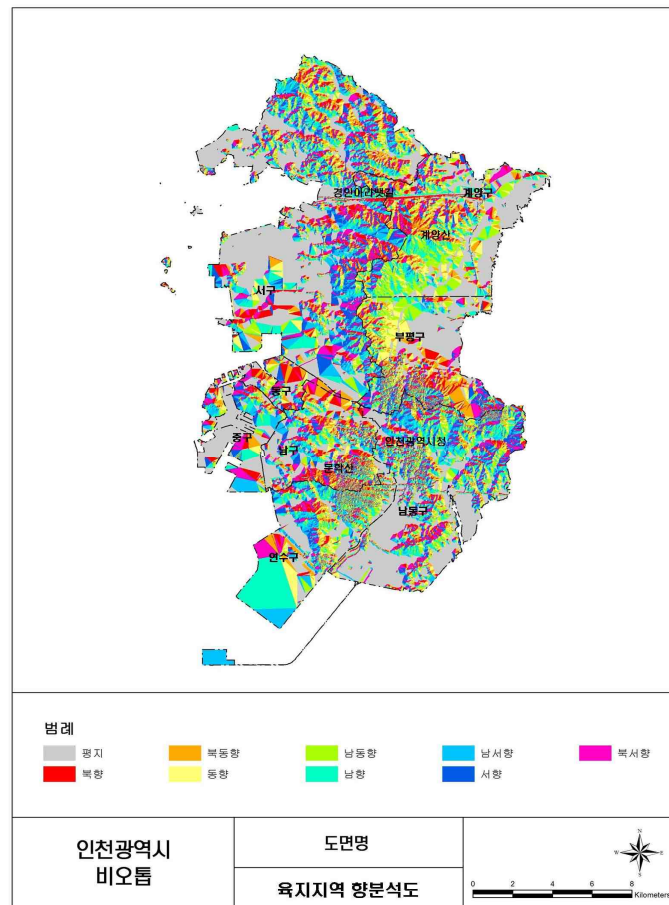 경인아라뱃길
계양구
계양산
서구
부평구
동구
중구
남구
인천광역시청
문학산
남동구
연수구
범례
평지
북동향
남동향
남서향
북서향
북향
동향
남향
서향
인천광역시
비오톱
도면명
육지지역 향분석도
N
W E
S
0 2 4 6 8
Kilometers